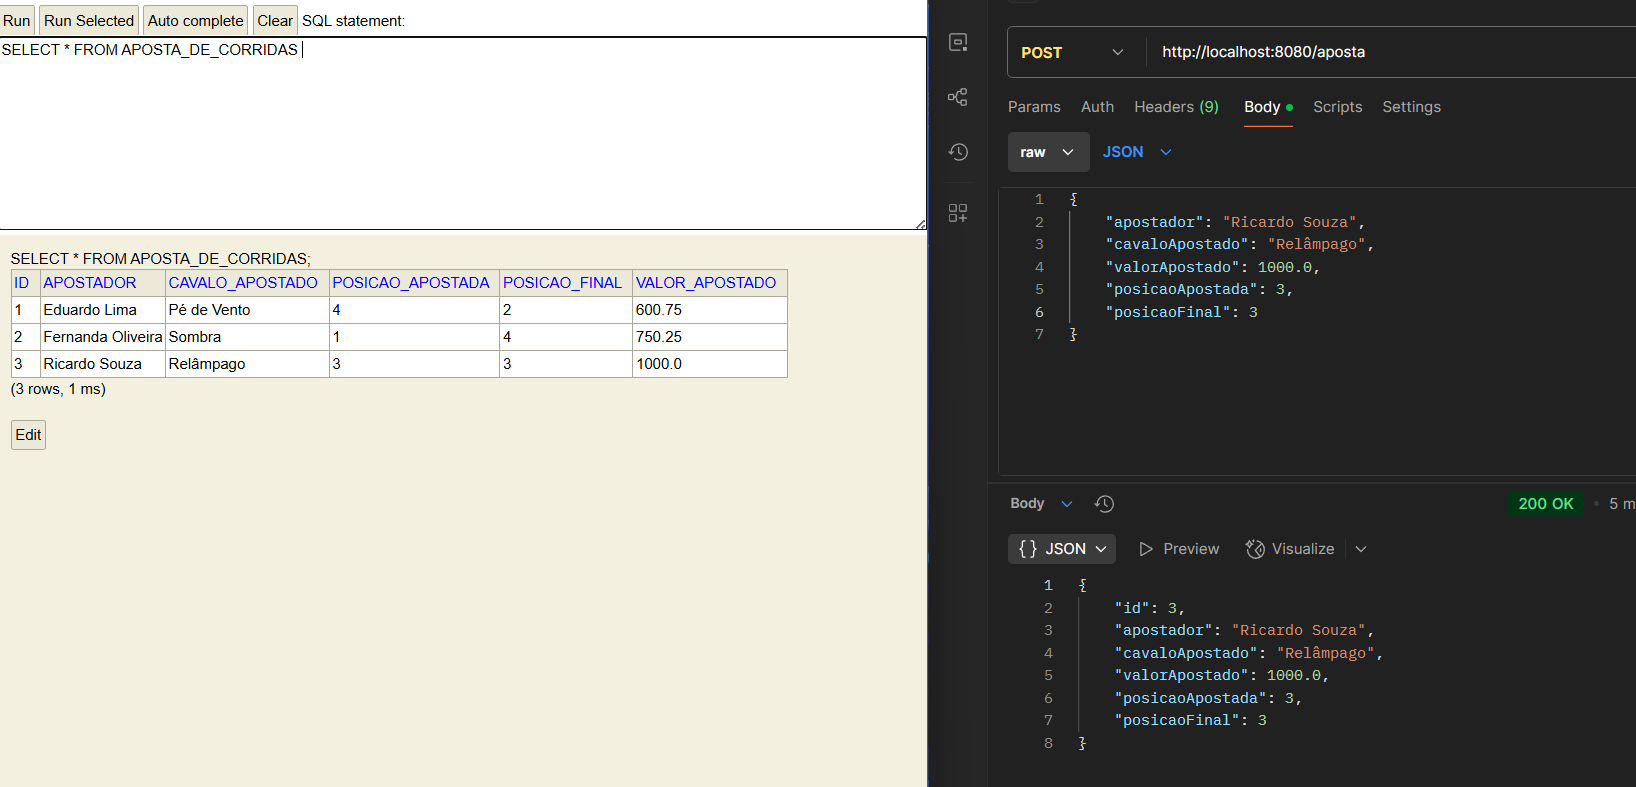 Run Run Selected Auto complete Clear SQL statement:
SELECT * FROM APOSTA_DE_CORRIDAS
SELECT * FROM APOSTA_DE_CORRIDAS;
ID APOSTADOR CAVALO_APOSTADO POSICAO_APOSTADA POSICAO_FINAL VALOR_APOSTADO
1 Eduardo Lima Pé de Vento 4 2 600.75
2 Fernanda Oliveira Sombra 1 4 750.25
3 Ricardo Souza Relâmpago 3 3 1000.0
(3 rows, 1 ms)
Edit
POST http://localhost:8080/aposta
Params Auth Headers (9) Body Scripts Settings
raw JSON
1 {
2 "apostador": "Ricardo Souza",
3 "cavaloApostado": "Relâmpago",
4 "valorApostado": 1000.0,
5 "posicaoApostada": 3,
6 "posicaoFinal": 3
7 }
Body 200 OK • 5 m
{} JSON Preview Visualize
1 {
2 "id": 3,
3 "apostador": "Ricardo Souza",
4 "cavaloApostado": "Relâmpago",
5 "valorApostado": 1000.0,
6 "posicaoApostada": 3,
7 "posicaoFinal": 3
8 }